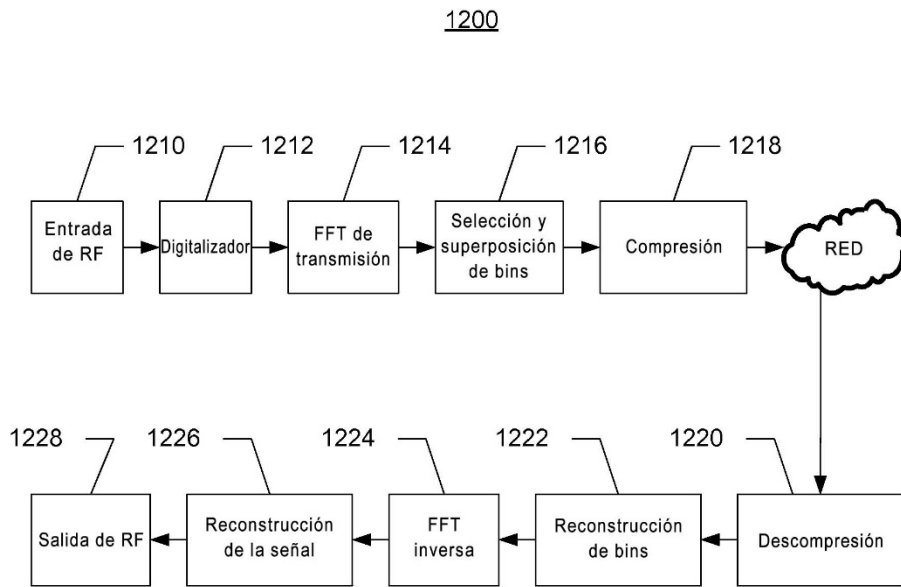 1200
1210
1212
1214
1216
1218
Entrada
de RF
Digitalizador
FFT de
transmisión
Selección y
superposición
de bins
Compresión
RED
1228
1226
1224
1222
1220
Salida de RF
Reconstrucción
de la señal
FFT
inversa
Reconstrucción
de bins
Descompresión